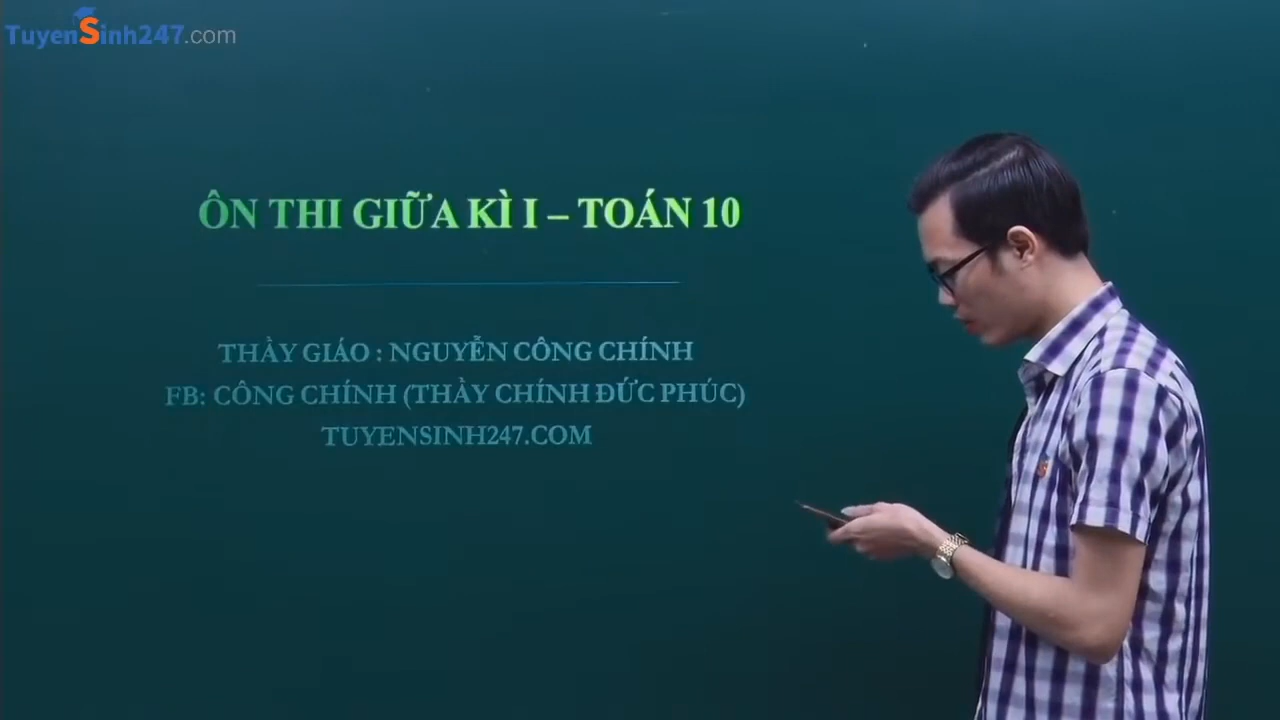 TuyenSinh247.com
ÔN THI GIỮA KÌ I – TOÁN 10
THẦY GIÁO : NGUYỄN CÔNG CHÍNH
FB: CÔNG CHÍNH (THẦY CHÍNH ĐỨC PHÚC)
TUYENSINH247.COM